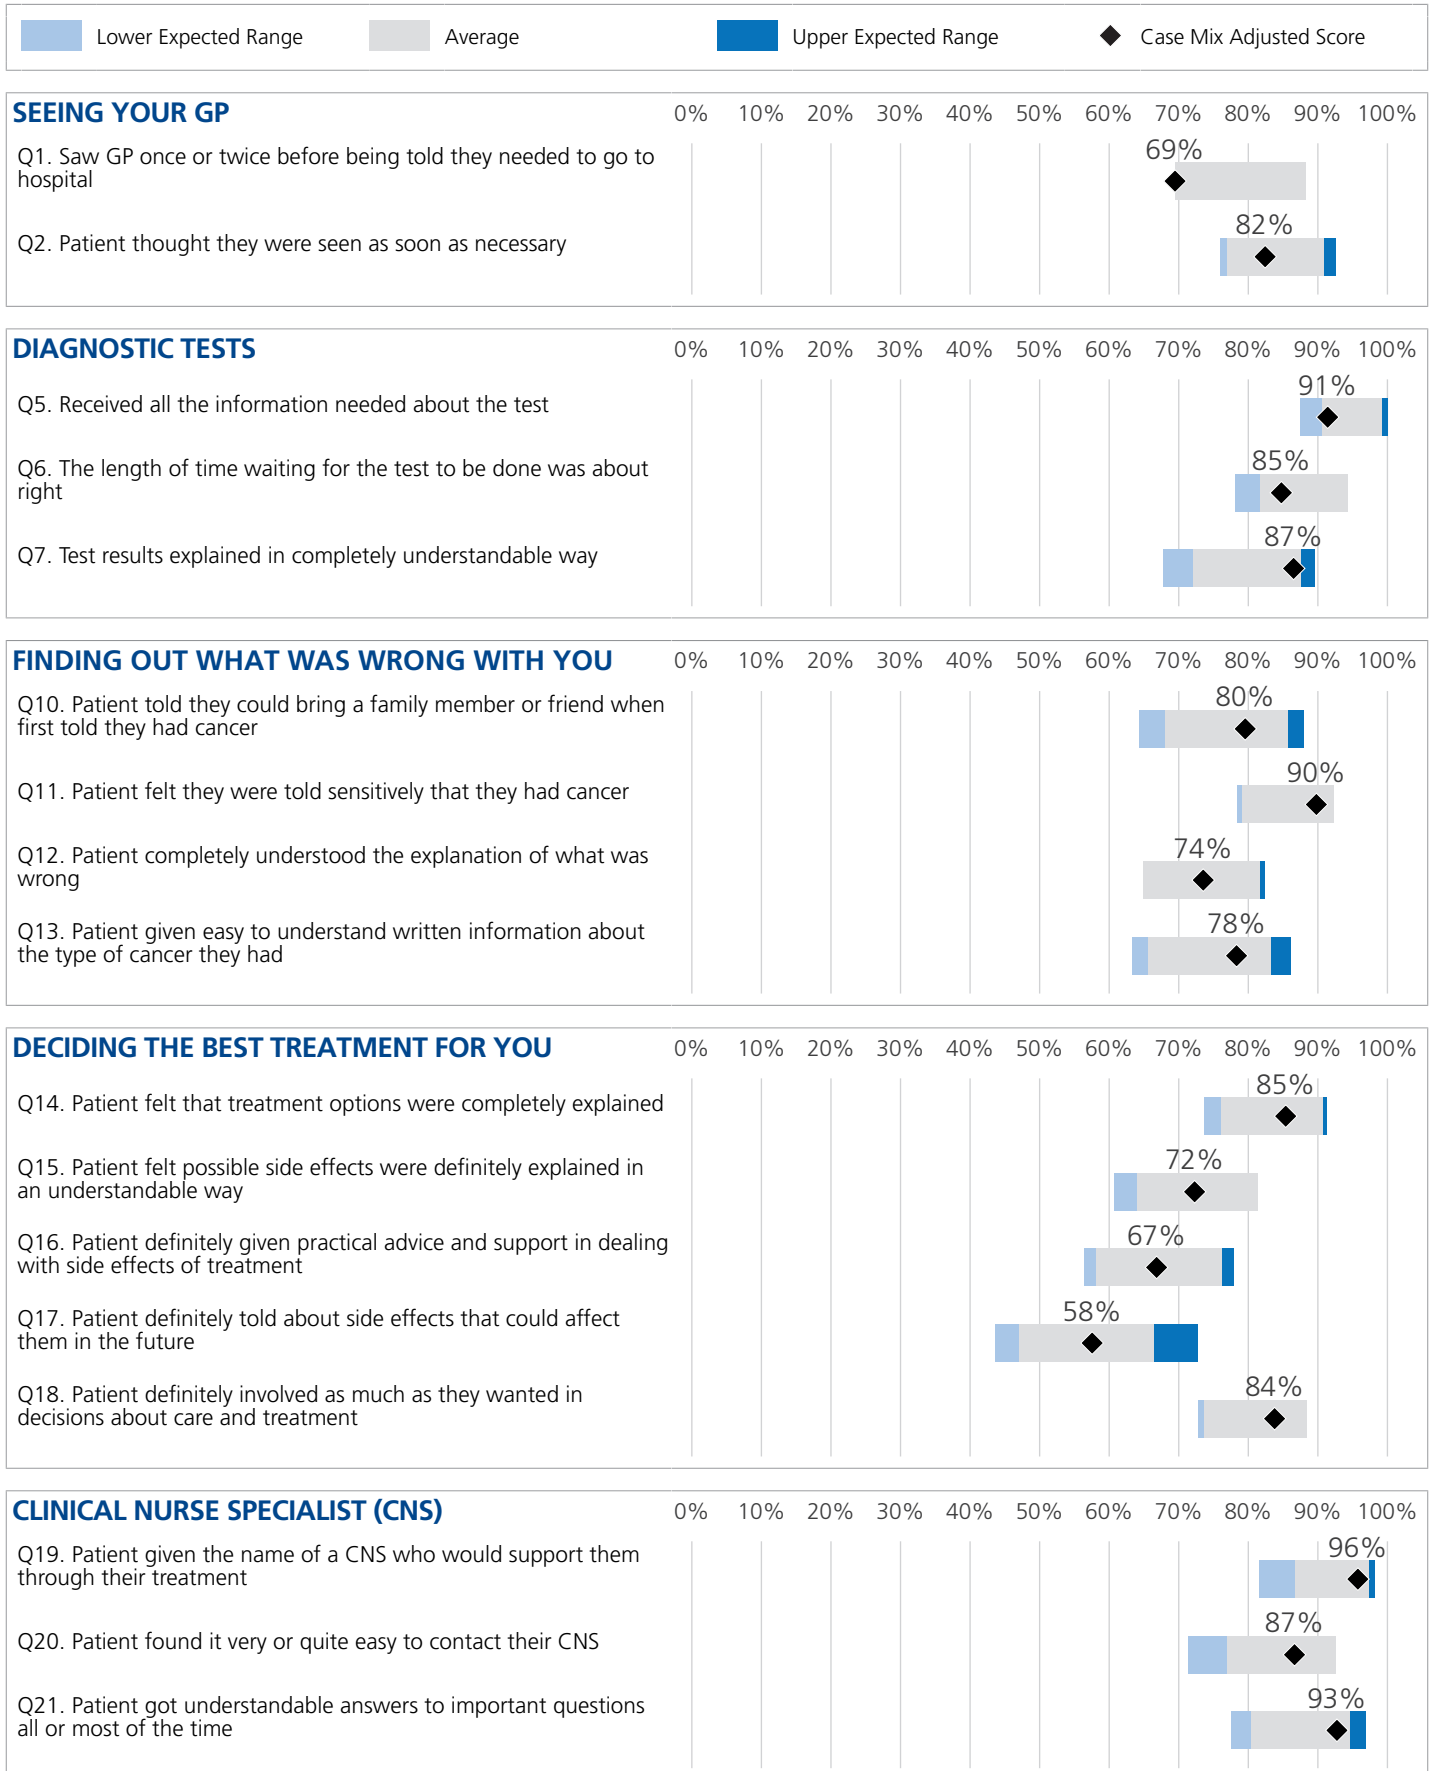 Lower Expected Range Average Upper Expected Range Case Mix Adjusted Score
SEEING YOUR GP 0% 10% 20% 30% 40% 50% 60% 70% 80% 90% 100%
Q1. Saw GP once or twice before being told they needed to go to
hospital
69%
Q2. Patient thought they were seen as soon as necessary
82%
DIAGNOSTIC TESTS 0% 10% 20% 30% 40% 50% 60% 70% 80% 90% 100%
Q5. Received all the information needed about the test
91%
Q6. The length of time waiting for the test to be done was about
right
85%
Q7. Test results explained in completely understandable way
87%
FINDING OUT WHAT WAS WRONG WITH YOU 0% 10% 20% 30% 40% 50% 60% 70% 80% 90% 100%
Q10. Patient told they could bring a family member or friend when
first told they had cancer
80%
Q11. Patient felt they were told sensitively that they had cancer
90%
Q12. Patient completely understood the explanation of what was
wrong
74%
Q13. Patient given easy to understand written information about
the type of cancer they had
78%
DECIDING THE BEST TREATMENT FOR YOU 0% 10% 20% 30% 40% 50% 60% 70% 80% 90% 100%
Q14. Patient felt that treatment options were completely explained
85%
Q15. Patient felt possible side effects were definitely explained in
an understandable way
72%
Q16. Patient definitely given practical advice and support in dealing
with side effects of treatment
67%
Q17. Patient definitely told about side effects that could affect
them in the future
58%
Q18. Patient definitely involved as much as they wanted in
decisions about care and treatment
84%
CLINICAL NURSE SPECIALIST (CNS) 0% 10% 20% 30% 40% 50% 60% 70% 80% 90% 100%
Q19. Patient given the name of a CNS who would support them
through their treatment
96%
Q20. Patient found it very or quite easy to contact their CNS
87%
Q21. Patient got understandable answers to important questions
all or most of the time
93%